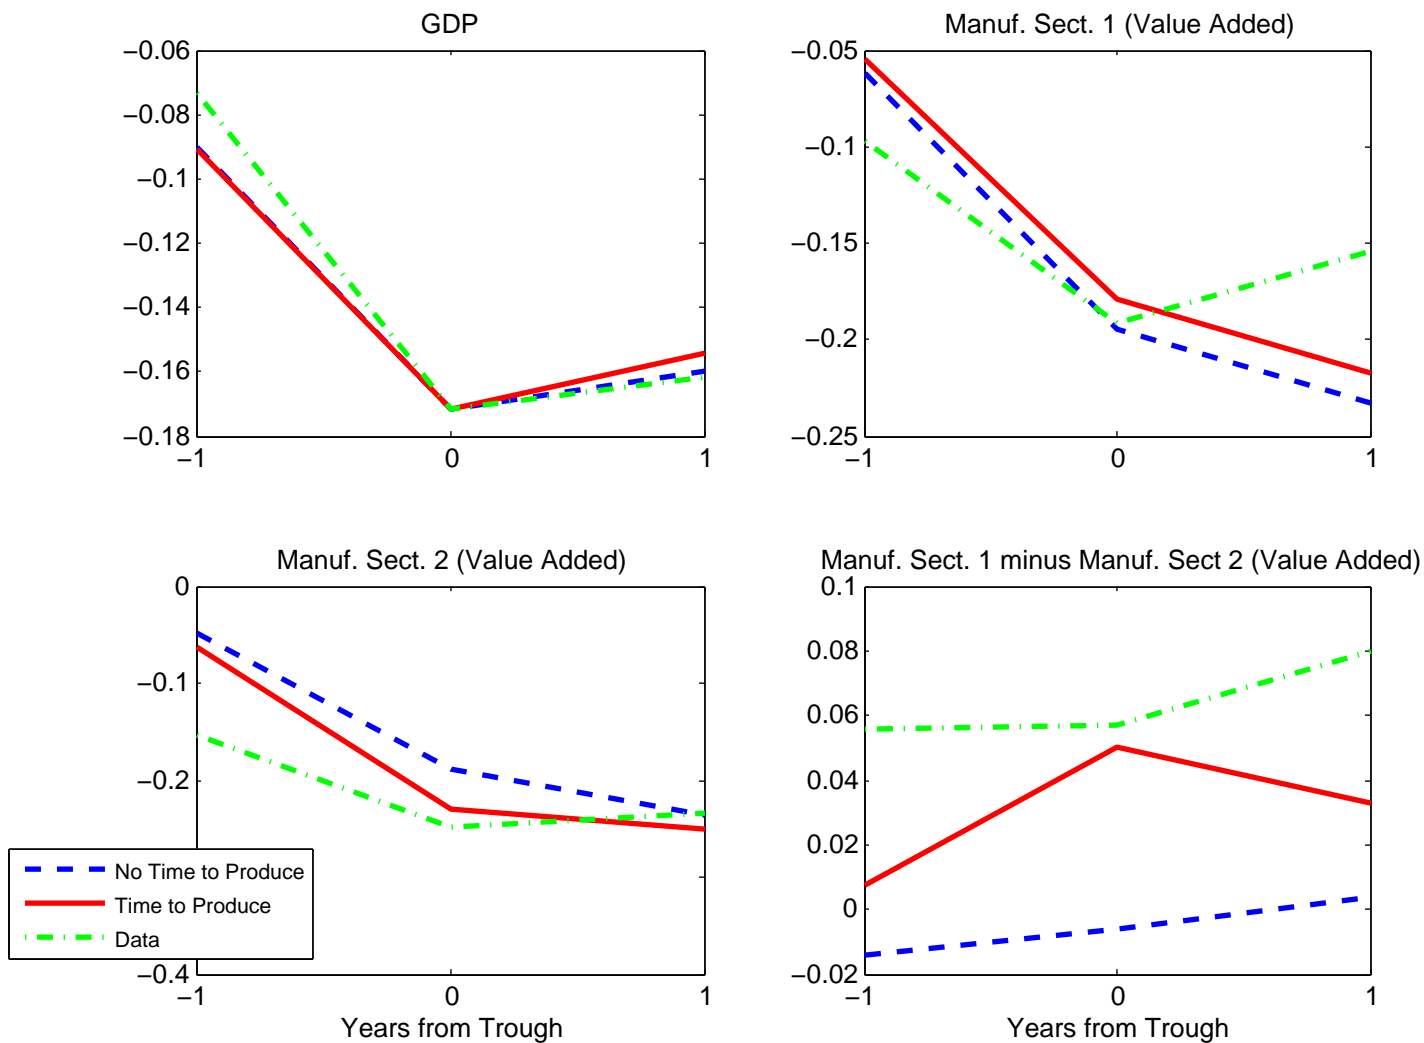 GDP
−0.06
−0.08
−0.1
−0.12
−0.14
−0.16
−0.18
−1 0 1
Manuf. Sect. 1 (Value Added)
−0.05
−0.1
−0.15
−0.2
−0.25
−1 0 1
Manuf. Sect. 2 (Value Added)
0
−0.1
−0.2
−0.4
−1 0 1
Years from Trough
No Time to Produce
Time to Produce
Data
Manuf. Sect. 1 minus Manuf. Sect 2 (Value Added)
0.1
0.08
0.06
0.04
0.02
0
−0.02
−1 0 1
Years from Trough